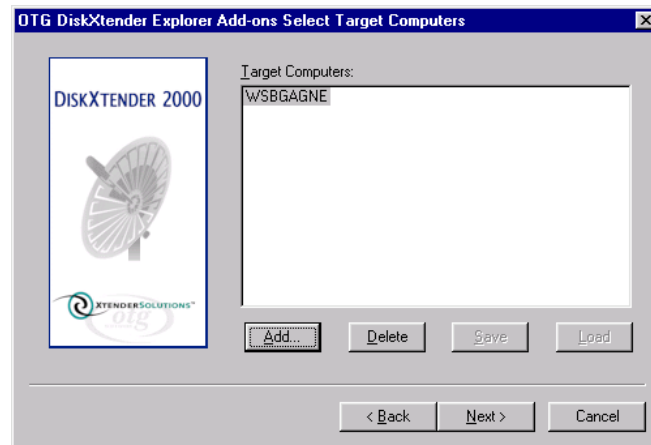 OTG DiskXtender Explorer Add-ons Select Target Computers
DISKXTENDER 2000
XTENDERSOLUTIONS™
otg
Target Computers:
WSBGAGNE
Add...
Delete
Save
Load
< Back
Next >
Cancel